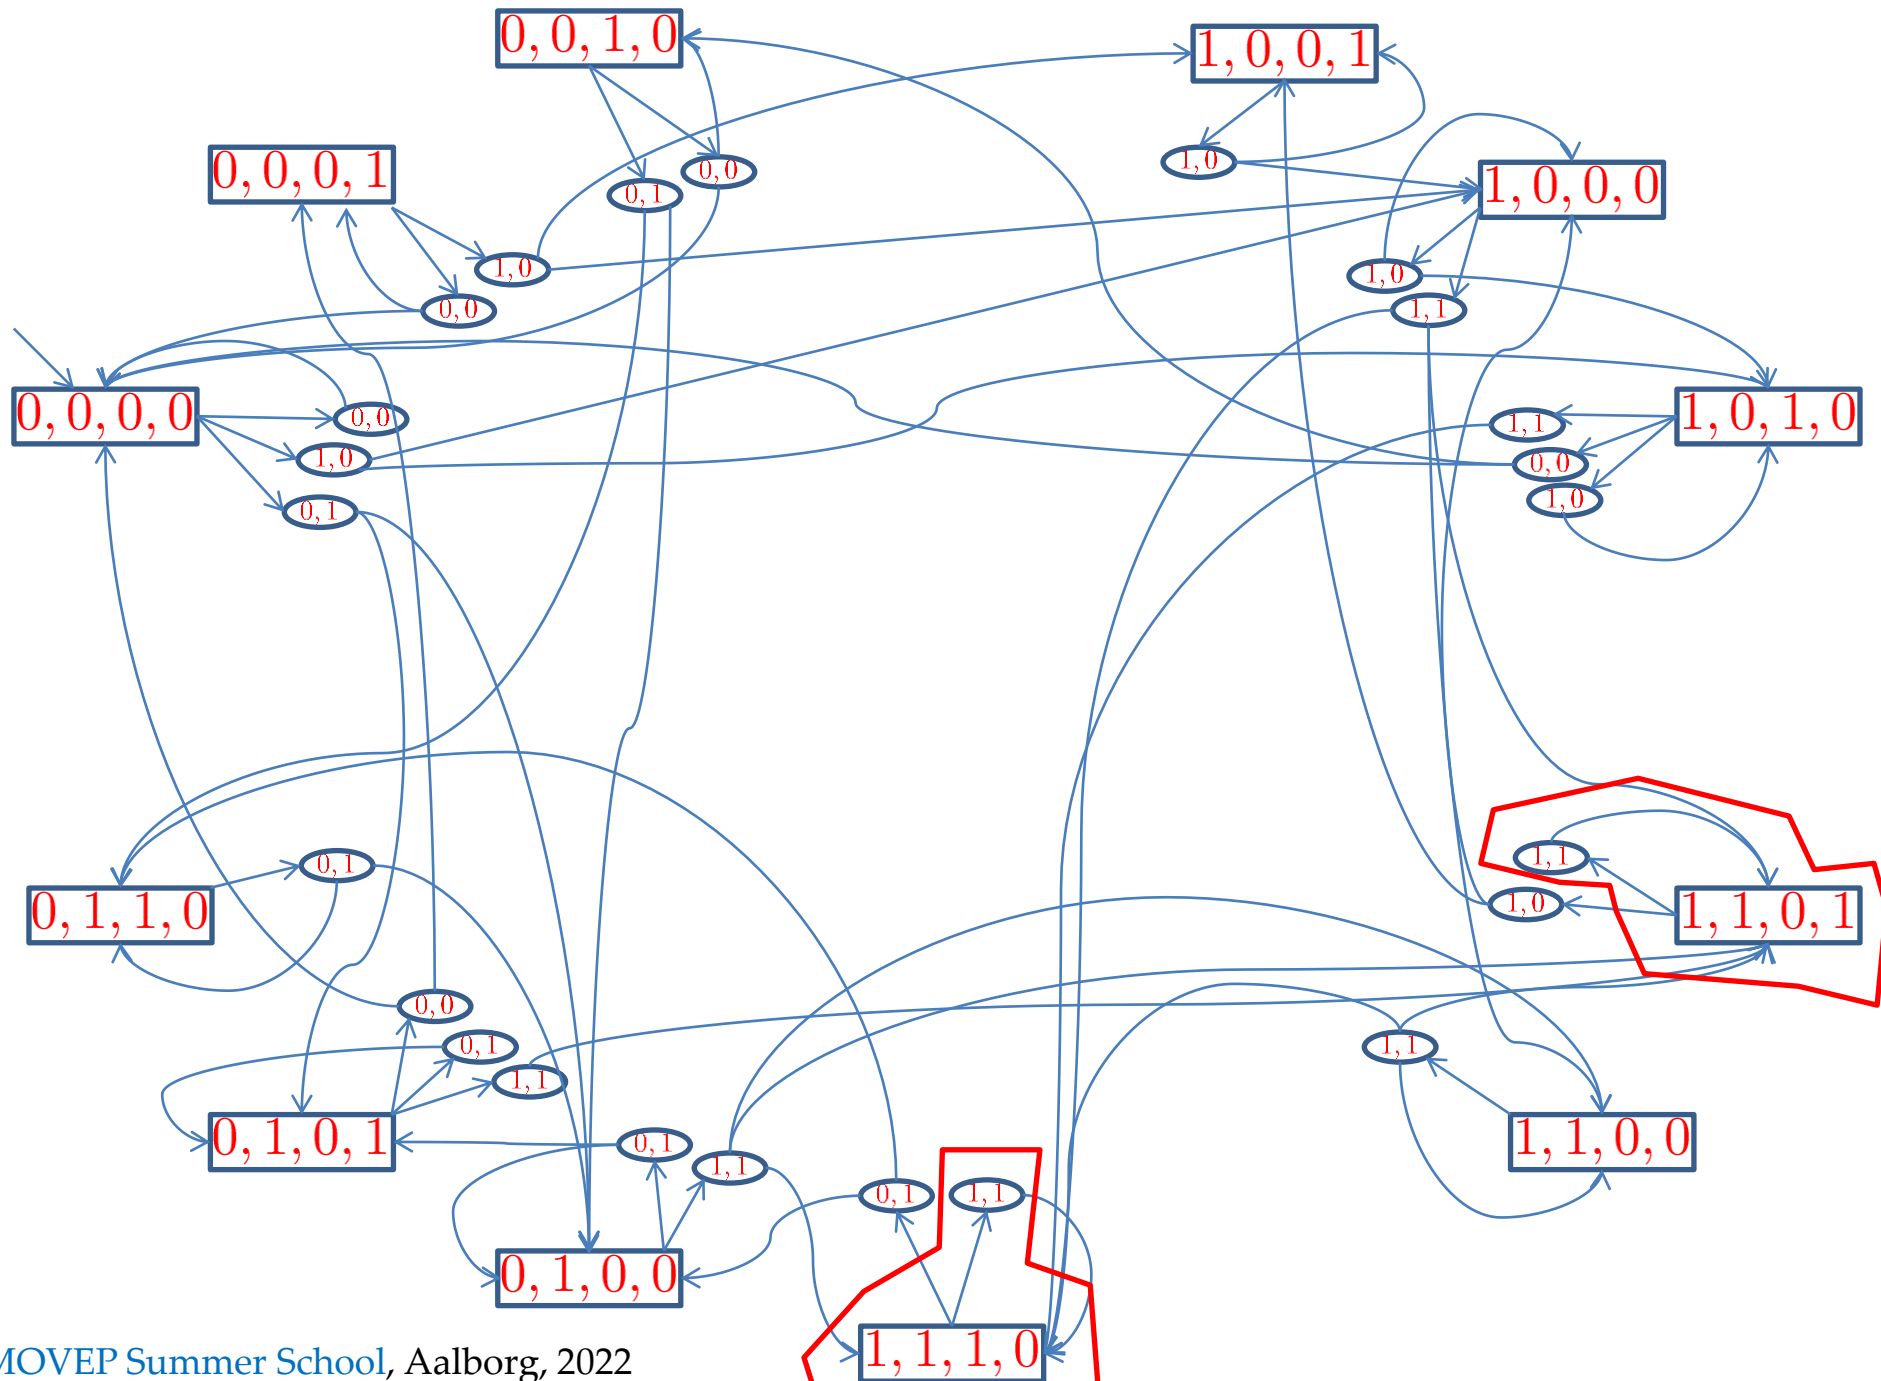 0, 0, 1, 0
1, 0, 0, 1
0, 0, 0, 1
0, 0
0, 1
1, 0
1, 0, 0, 0
1, 0
0, 0
1, 0
1, 1
0, 0, 0, 0
0, 0
1, 0
0, 1
1, 0, 1, 0
1, 1
0, 0
1, 0
0, 1, 1, 0
0, 1
1, 1
1, 0
1, 1, 0, 1
0, 0
0, 1
1, 1
0, 1, 0, 1
1, 1
1, 1, 0, 0
0, 1
1, 1
0, 1
1, 1
0, 1, 0, 0
1, 1, 1, 0
MOVEP Summer School, Aalborg, 2022